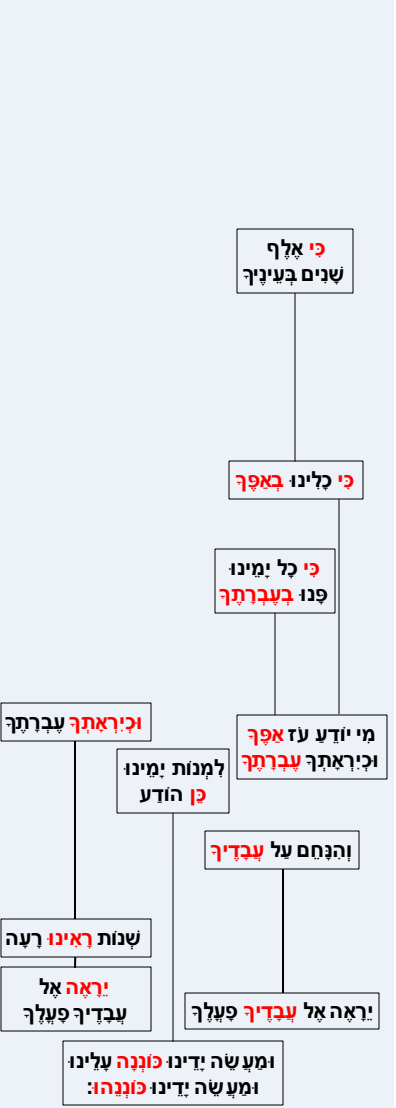 כִּי אֶלֶף
שָׁנִים בְּעֵינֶיךָ
כִּי כָלִינוּ בְאַפֶּךָ
כִּי כָל יָמֵינוּ
פָּנוּ בְעֶבְרָתֶךָ
וּכְיִרְאָתְךָ עֶבְרָתֶךָ
מִי יוֹדֵעַ עֹז אַפֶּךָ
וּכְיִרְאָתְךָ עֶבְרָתֶךָ
לִמְנוֹת יָמֵינוּ
כֵּן הוֹדַע
וְהִנָּחֵם עַל עֲבָדֶיךָ
שְׁנוֹת רָאִינוּ רָעָה
יֵרָאֶה אֶל
עֲבָדֶיךָ פָעֳלֶךָ
יֵרָאֶה אֶל עֲבָדֶיךָ פָעֳלֶךָ
וּמַעֲשֵׂה יָדֵינוּ כּוֹנְנָה עָלֵינוּ
וּמַעֲשֵׂה יָדֵינוּ כּוֹנְנֵהוּ: